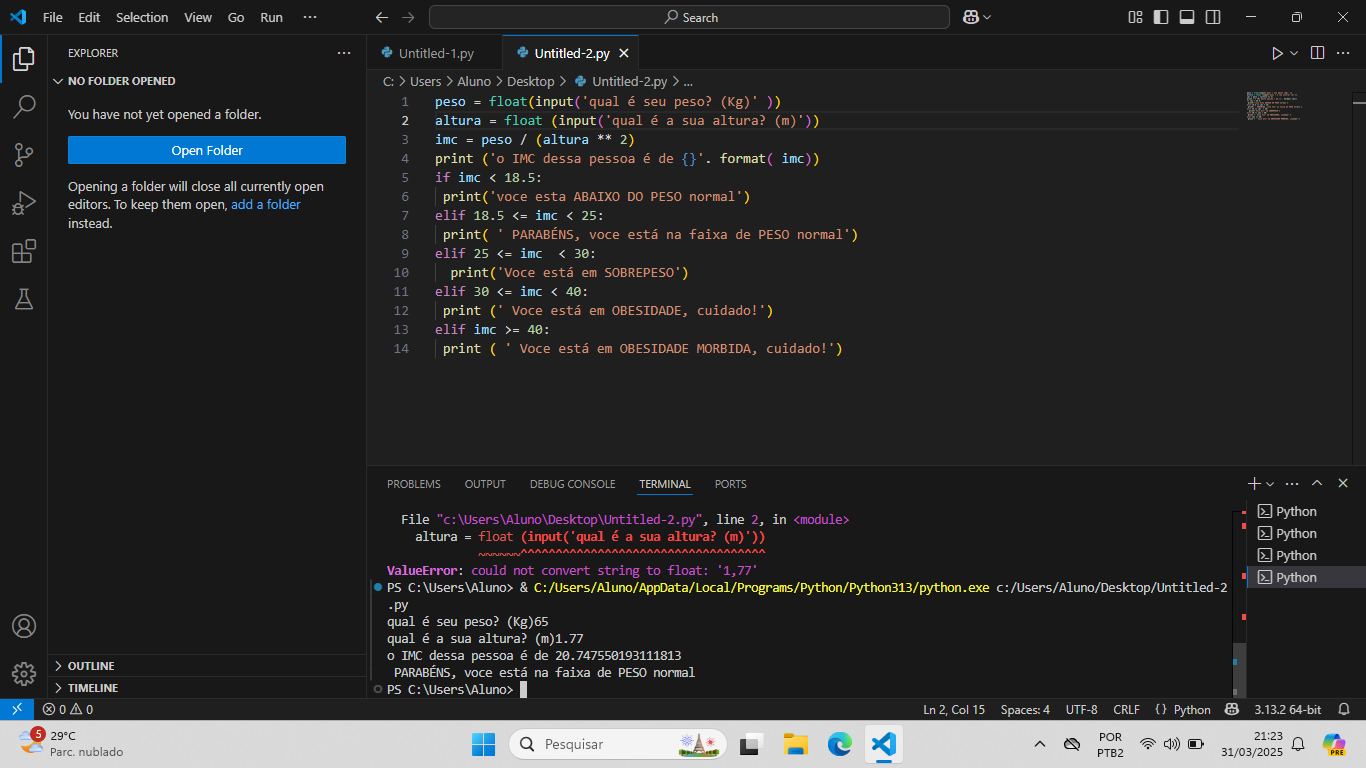 File Edit Selection View Go Run ···
Search
EXPLORER ···
NO FOLDER OPENED
You have not yet opened a folder.
Open Folder
Opening a folder will close all currently open
editors. To keep them open, add a folder
instead.
OUTLINE
TIMELINE
Untitled-1.py Untitled-2.py
C: > Users > Aluno > Desktop > Untitled-2.py > ...
1 peso = float(input('qual é seu peso? (Kg)' ))
2 altura = float (input('qual é a sua altura? (m)'))
3 imc = peso / (altura ** 2)
4 print ('o IMC dessa pessoa é de {}'. format( imc))
5 if imc < 18.5:
6 print('voce esta ABAIXO DO PESO normal')
7 elif 18.5 <= imc < 25:
8 print( ' PARABÉNS, voce está na faixa de PESO normal')
9 elif 25 <= imc  < 30:
10 print('Voce está em SOBREPESO')
11 elif 30 <= imc < 40:
12 print (' Voce está em OBESIDADE, cuidado!')
13 elif imc >= 40:
14 print ( ' Voce está em OBESIDADE MORBIDA, cuidado!')
PROBLEMS OUTPUT DEBUG CONSOLE TERMINAL PORTS
File "c:\Users\Aluno\Desktop\Untitled-2.py", line 2, in <module>
altura = float (input('qual é a sua altura? (m)'))
~~~~~~^^^^^^^^^^^^^^^^^^^^^^^^^^^^^^^^^^^
ValueError: could not convert string to float: '1,77'
PS C:\Users\Aluno> & C:/Users/Aluno/AppData/Local/Programs/Python/Python313/python.exe c:/Users/Aluno/Desktop/Untitled-2
.py
qual é seu peso? (Kg)65
qual é a sua altura? (m)1.77
o IMC dessa pessoa é de 20.747550193111813
PARABÉNS, voce está na faixa de PESO normal
PS C:\Users\Aluno>
Python
Python
Python
Python
0 0 Ln 2, Col 15 Spaces: 4 UTF-8 CRLF {} Python 3.13.2 64-bit
5 29°C
Parc. nublado
Pesquisar
POR
PTB2
21:23
31/03/2025
PRE